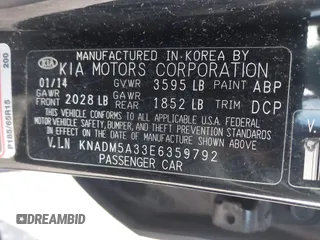 MANUFACTURED IN KOREA BY
KIA KIA MOTORS CORPORATION
01/14 GVWR 3595 LB PAINT ABP
GAWR FRONT 2028 LB GAWR REAR 1852 LB TRIM DCP
THIS VEHICLE CONFORMS TO ALL APPLICABLE U.S.A. FEDERAL
MOTOR VEHICLE SAFETY, BUMPER, AND THEFT PREVENTION STANDARDS
IN EFFECT ON THE DATE OF MANUFACTURE SHOWN ABOVE.
V.I.N KNADM5A33E6359792
PASSENGER CAR
P185/65R15
200
DEALERSHIP